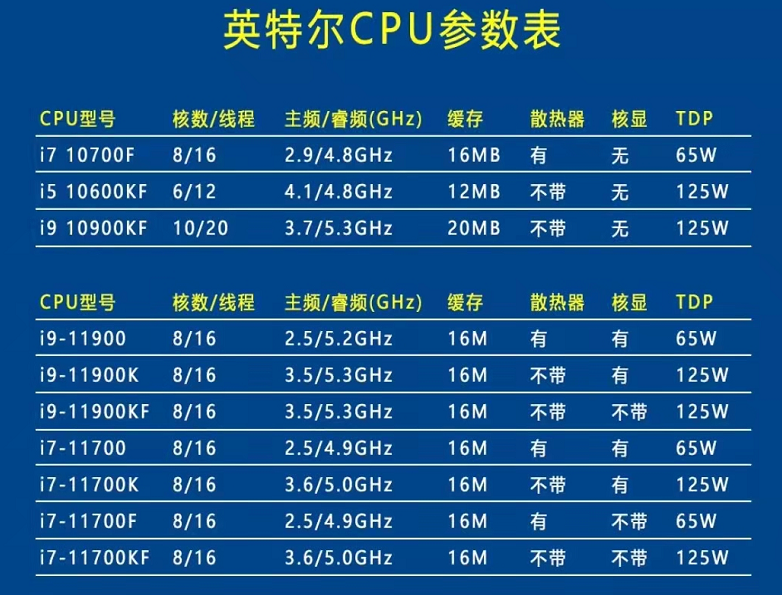 英特尔CPU参数表
CPU型号 核数/线程 主频/睿频(GHz) 缓存 散热器 核显 TDP
i7 10700F 8/16 2.9/4.8GHz 16MB 有 无 65W
i5 10600KF 6/12 4.1/4.8GHz 12MB 不带 无 125W
i9 10900KF 10/20 3.7/5.3GHz 20MB 不带 无 125W
CPU型号 核数/线程 主频/睿频(GHz) 缓存 散热器 核显 TDP
i9-11900 8/16 2.5/5.2GHz 16M 有 有 65W
i9-11900K 8/16 3.5/5.3GHz 16M 不带 有 125W
i9-11900KF 8/16 3.5/5.3GHz 16M 不带 不带 125W
i7-11700 8/16 2.5/4.9GHz 16M 有 有 65W
i7-11700K 8/16 3.6/5.0GHz 16M 不带 有 125W
i7-11700F 8/16 2.5/4.9GHz 16M 有 不带 65W
i7-11700KF 8/16 3.6/5.0GHz 16M 不带 不带 125W